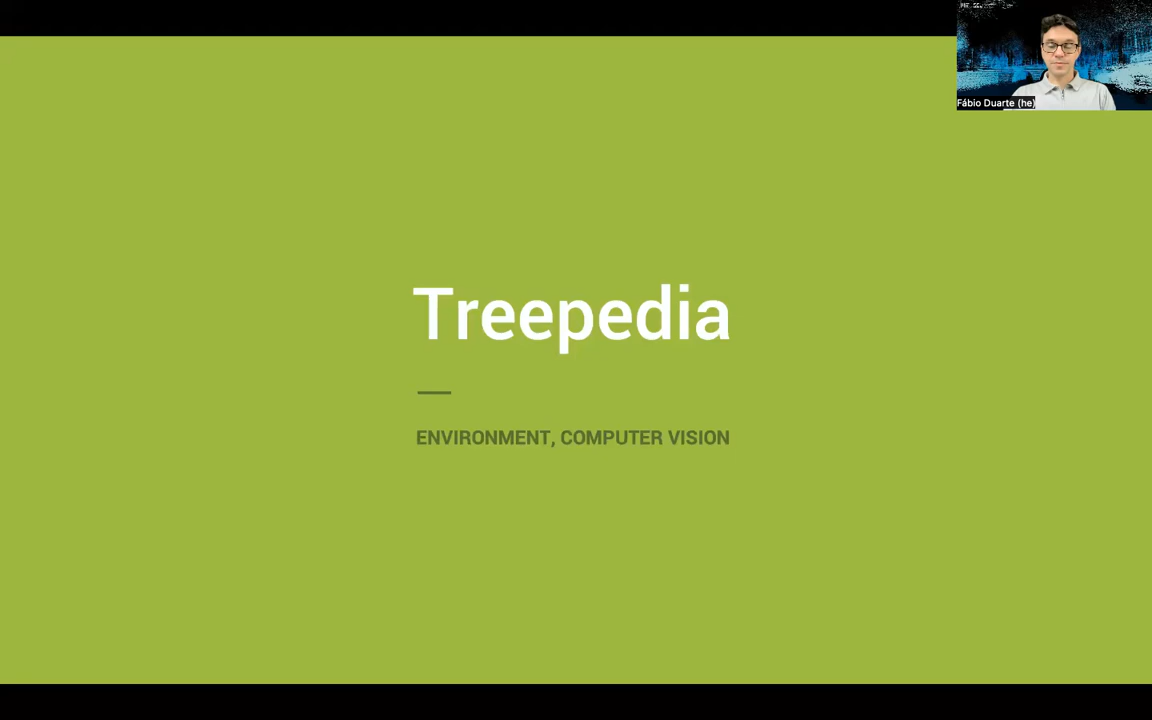 Fábio Duarte (he)
Treepedia
ENVIRONMENT, COMPUTER VISION